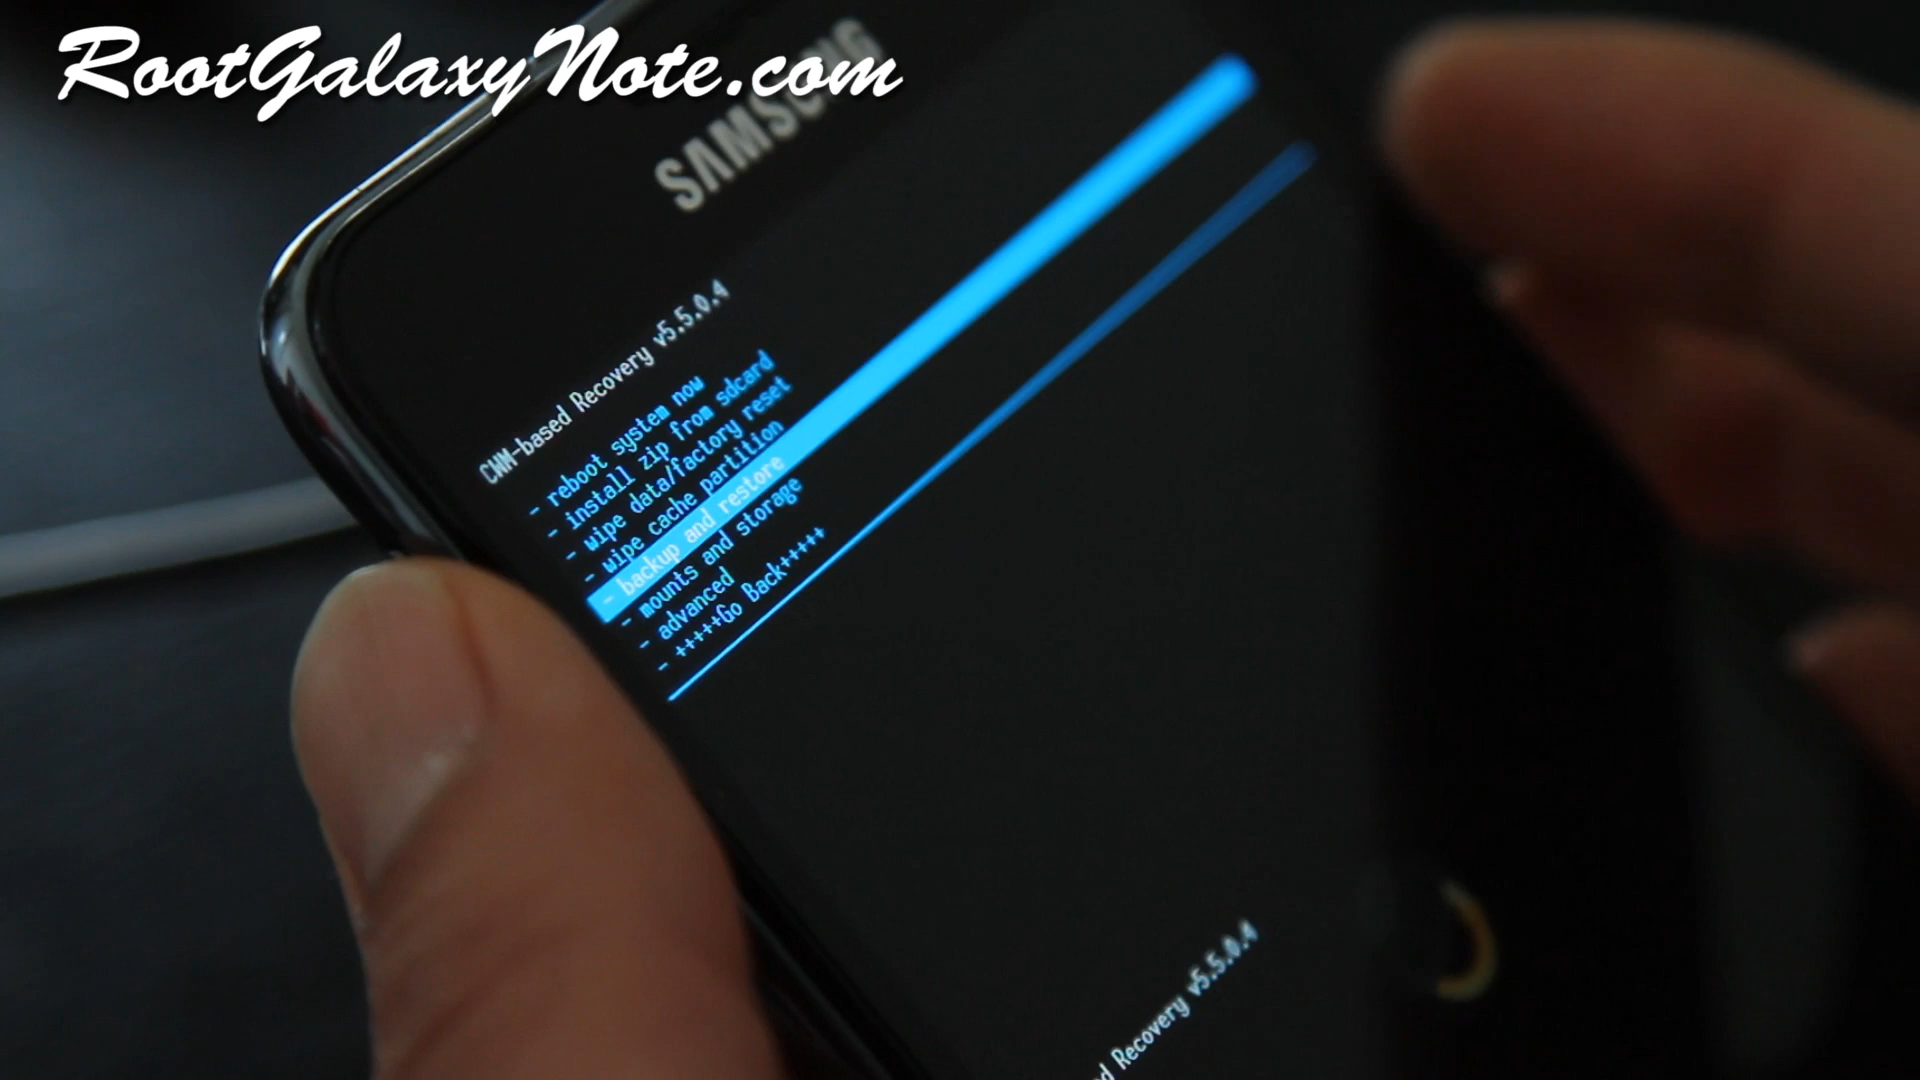 RootGalaxyNote.com
SAMSUNG
CWM-based Recovery v5.5.0.4
- reboot system now
- install zip from sdcard
- wipe data/factory reset
- wipe cache partition
- backup and restore
- mounts and storage
- advanced
- +++++Go Back+++++
d Recovery v5.5.0.4